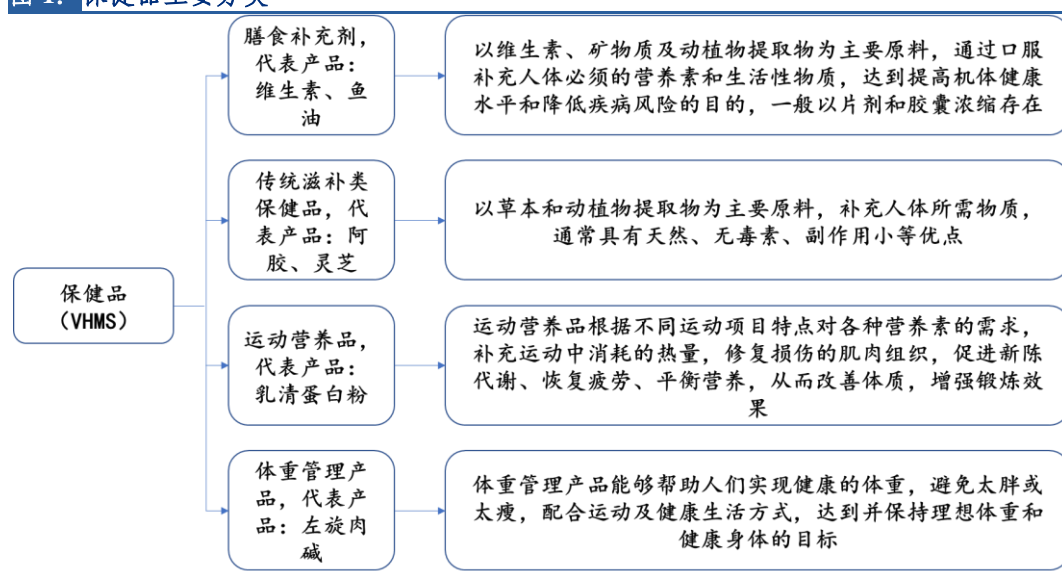 图 1：保健品主要分类
膳食补充剂，
代表产品：
维生素、鱼
油
以维生素、矿物质及动植物提取物为主要原料，通过口服
补充人体必须的营养素和生活性物质，达到提高机体健康
水平和降低疾病风险的目的，一般以片剂和胶囊浓缩存在
传统滋补类
保健品，代
表产品：阿
胶、灵芝
以草本和动植物提取物为主要原料，补充人体所需物质，
通常具有天然、无毒素、副作用小等优点
保健品
（VHMS）
运动营养品，
代表产品：
乳清蛋白粉
运动营养品根据不同运动项目特点对各种营养素的需求，
补充运动中消耗的热量，修复损伤的肌肉组织，促进新陈
代谢、恢复疲劳、平衡营养，从而改善体质，增强锻炼效
果
体重管理产
品，代表产
品：左旋肉
碱
体重管理产品能够帮助人们实现健康的体重，避免太胖或
太瘦，配合运动及健康生活方式，达到并保持理想体重和
健康身体的目标